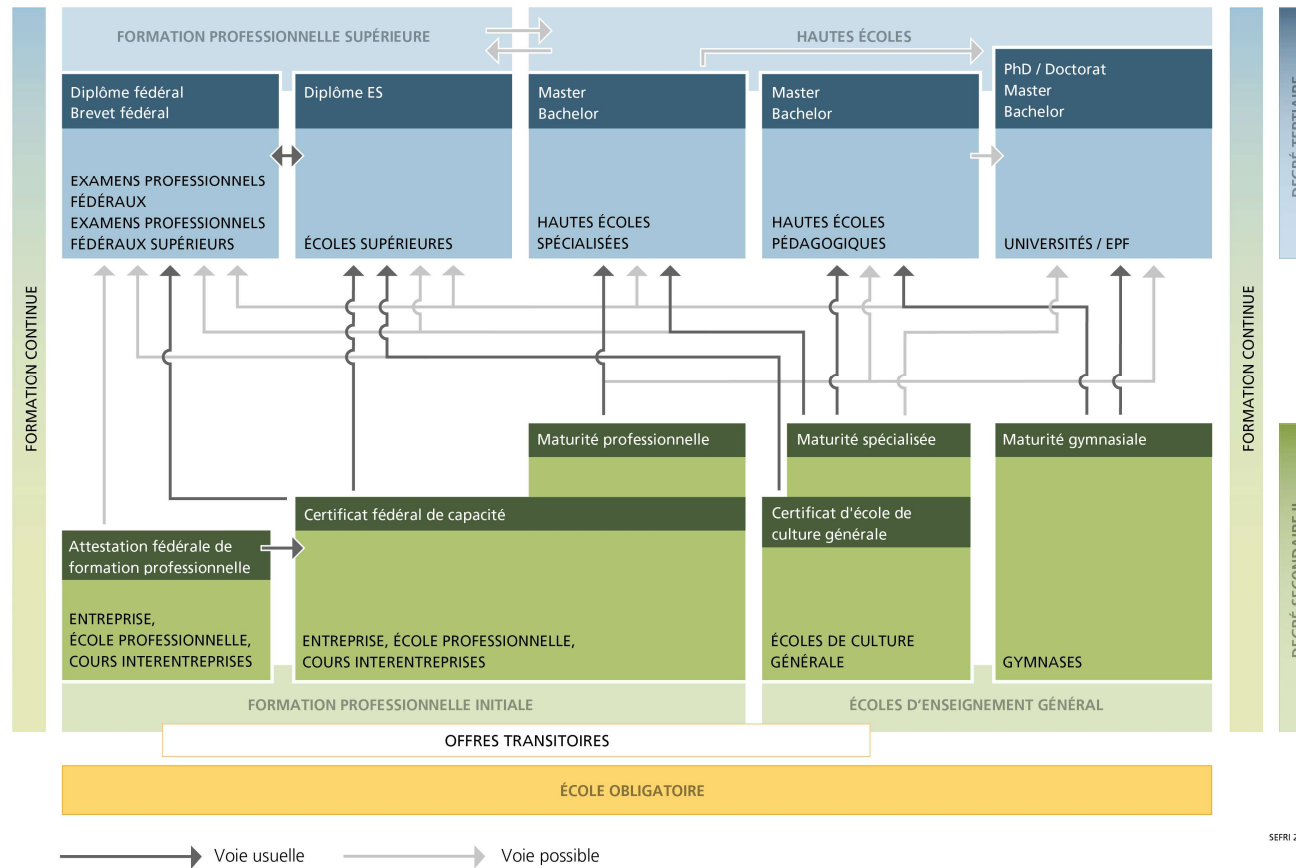 FORMATION CONTINUE
FORMATION PROFESSIONNELLE SUPÉRIEURE
HAUTES ÉCOLES
Diplôme fédéral
Brevet fédéral
EXAMENS PROFESSIONNELS
FÉDÉRAUX
EXAMENS PROFESSIONNELS
FÉDÉRAUX SUPÉRIEURS
Diplôme ES
ÉCOLES SUPÉRIEURES
Master
Bachelor
HAUTES ÉCOLES
SPÉCIALISÉES
Master
Bachelor
HAUTES ÉCOLES
PÉDAGOGIQUES
PhD / Doctorat
Master
Bachelor
UNIVERSITÉS / EPF
FORMATION CONTINUE
Maturité professionnelle
Maturité spécialisée
Maturité gymnasiale
Certificat fédéral de capacité
Certificat d'école de
culture générale
Attestation fédérale de
formation professionnelle
ENTREPRISE,
ÉCOLE PROFESSIONNELLE,
COURS INTERENTREPRISES
ENTREPRISE, ÉCOLE PROFESSIONNELLE,
COURS INTERENTREPRISES
ÉCOLES DE CULTURE
GÉNÉRALE
GYMNASES
FORMATION PROFESSIONNELLE INITIALE
ÉCOLES D’ENSEIGNEMENT GÉNÉRAL
OFFRES TRANSITOIRES
ÉCOLE OBLIGATOIRE
SEFRI
Voie usuelle
Voie possible